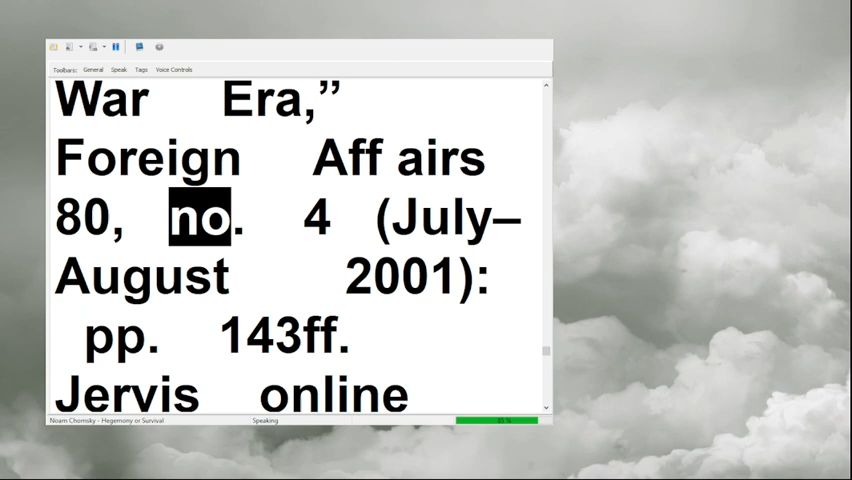 Toolbars: General Speak Tags Voice Controls
War Era,”
Foreign Aff airs
80, no. 4 (July–
August 2001):
pp. 143ff.
Jervis online
Noam Chomsky - Hegemony or Survival Speaking